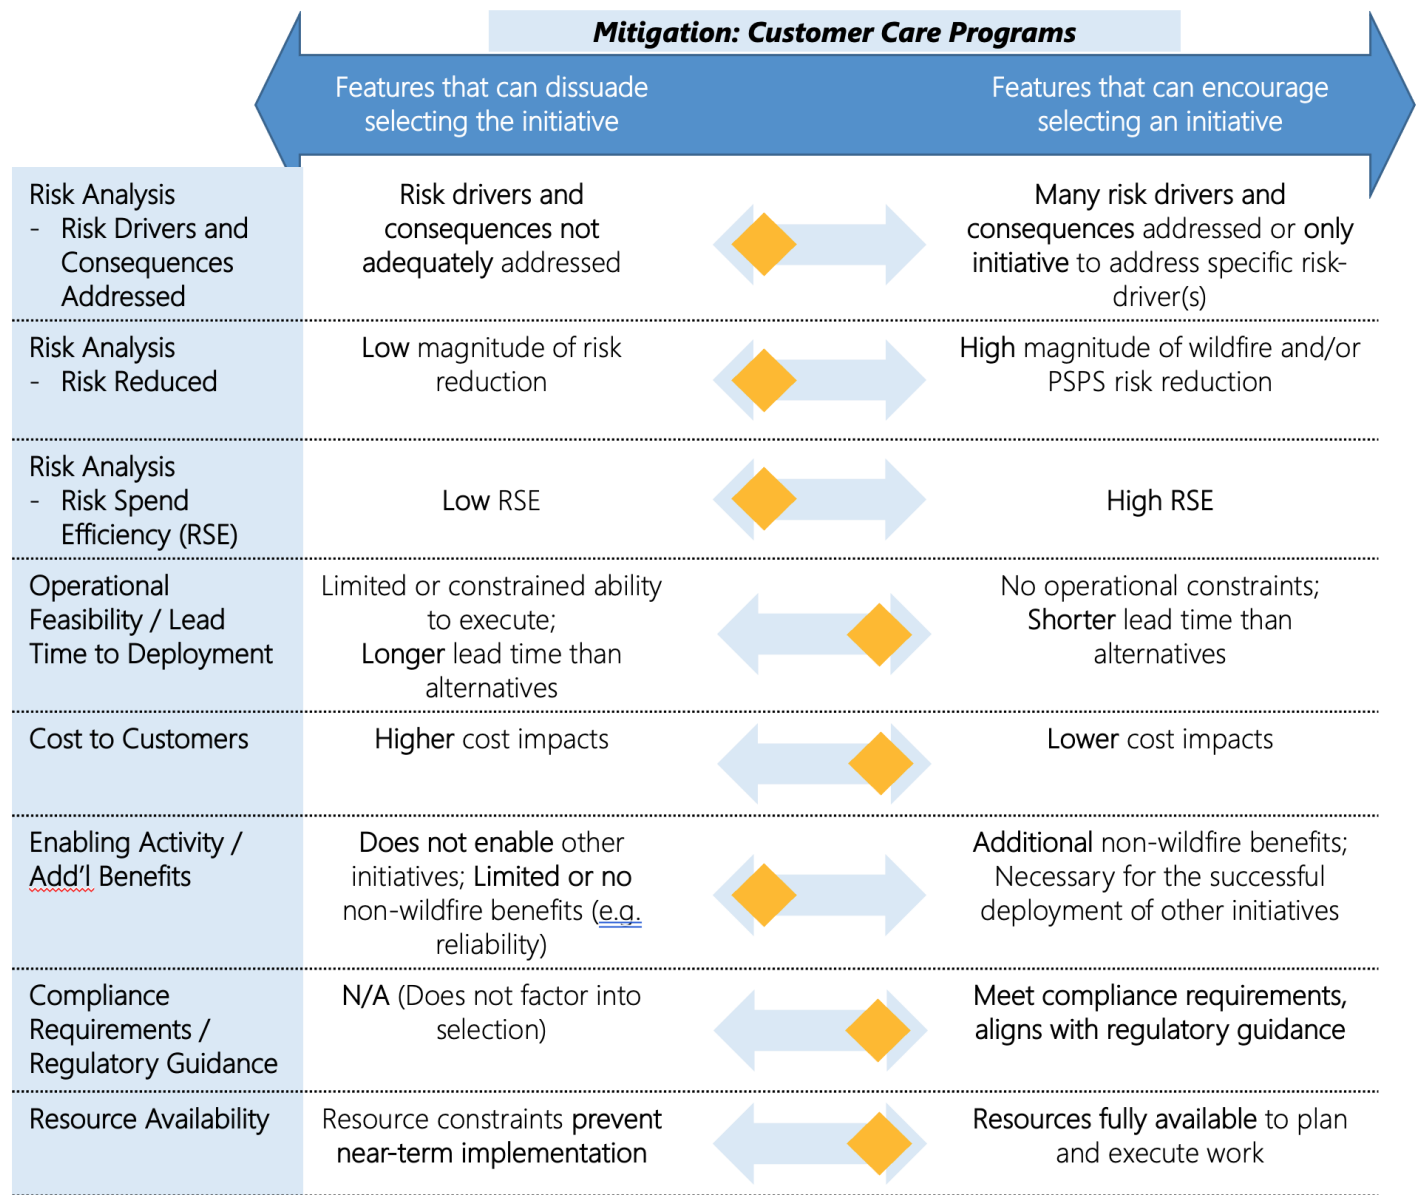 Mitigation: Customer Care Programs
Features that can dissuade
selecting the initiative
Features that can encourage
selecting an initiative
Risk Analysis
- Risk Drivers and
Consequences
Addressed
Risk drivers and
consequences not
adequately addressed
Many risk drivers and
consequences addressed or only
initiative to address specific risk-
driver(s)
Risk Analysis
- Risk Reduced
Low magnitude of risk
reduction
High magnitude of wildfire and/or
PSPS risk reduction
Risk Analysis
- Risk Spend
Efficiency (RSE)
Low RSE
High RSE
Operational
Feasibility / Lead
Time to Deployment
Limited or constrained ability
to execute;
Longer lead time than
alternatives
No operational constraints;
Shorter lead time than
alternatives
Cost to Customers
Higher cost impacts
Lower cost impacts
Enabling Activity /
Add'l Benefits
Does not enable other
initiatives; Limited or no
non-wildfire benefits (e.g.
reliability)
Additional non-wildfire benefits;
Necessary for the successful
deployment of other initiatives
Compliance
Requirements /
Regulatory Guidance
N/A (Does not factor into
selection)
Meet compliance requirements,
aligns with regulatory guidance
Resource Availability
Resource constraints prevent
near-term implementation
Resources fully available to plan
and execute work